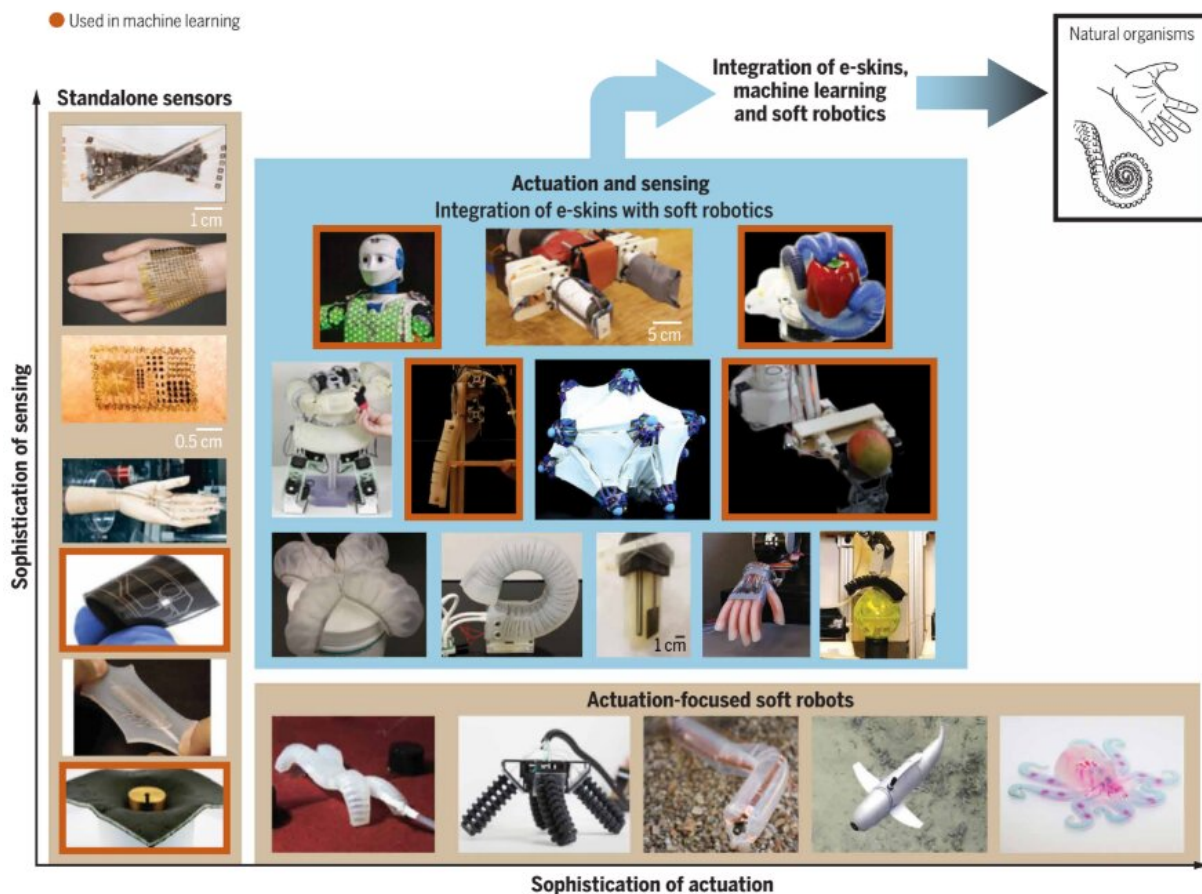 Used in machine learning
Natural organisms
Integration of e-skins,
machine learning
and soft robotics
Standalone sensors
1 cm
0.5 cm
Actuation and sensing
Integration of e-skins with soft robotics
5 cm
1 cm
Actuation-focused soft robots
Sophistication of sensing
Sophistication of actuation